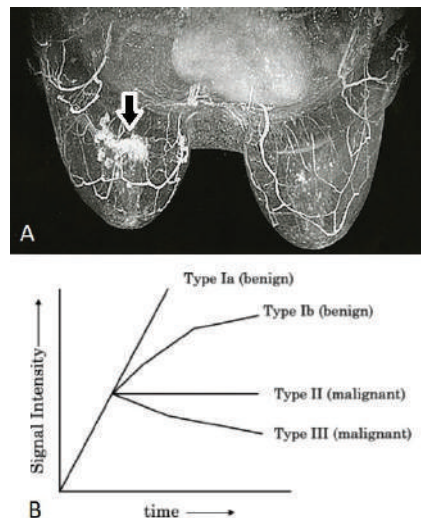 A
Type Ia (benign)
Type Ib (benign)
Type II (malignant)
Type III (malignant)
Signal Intensity
B
time